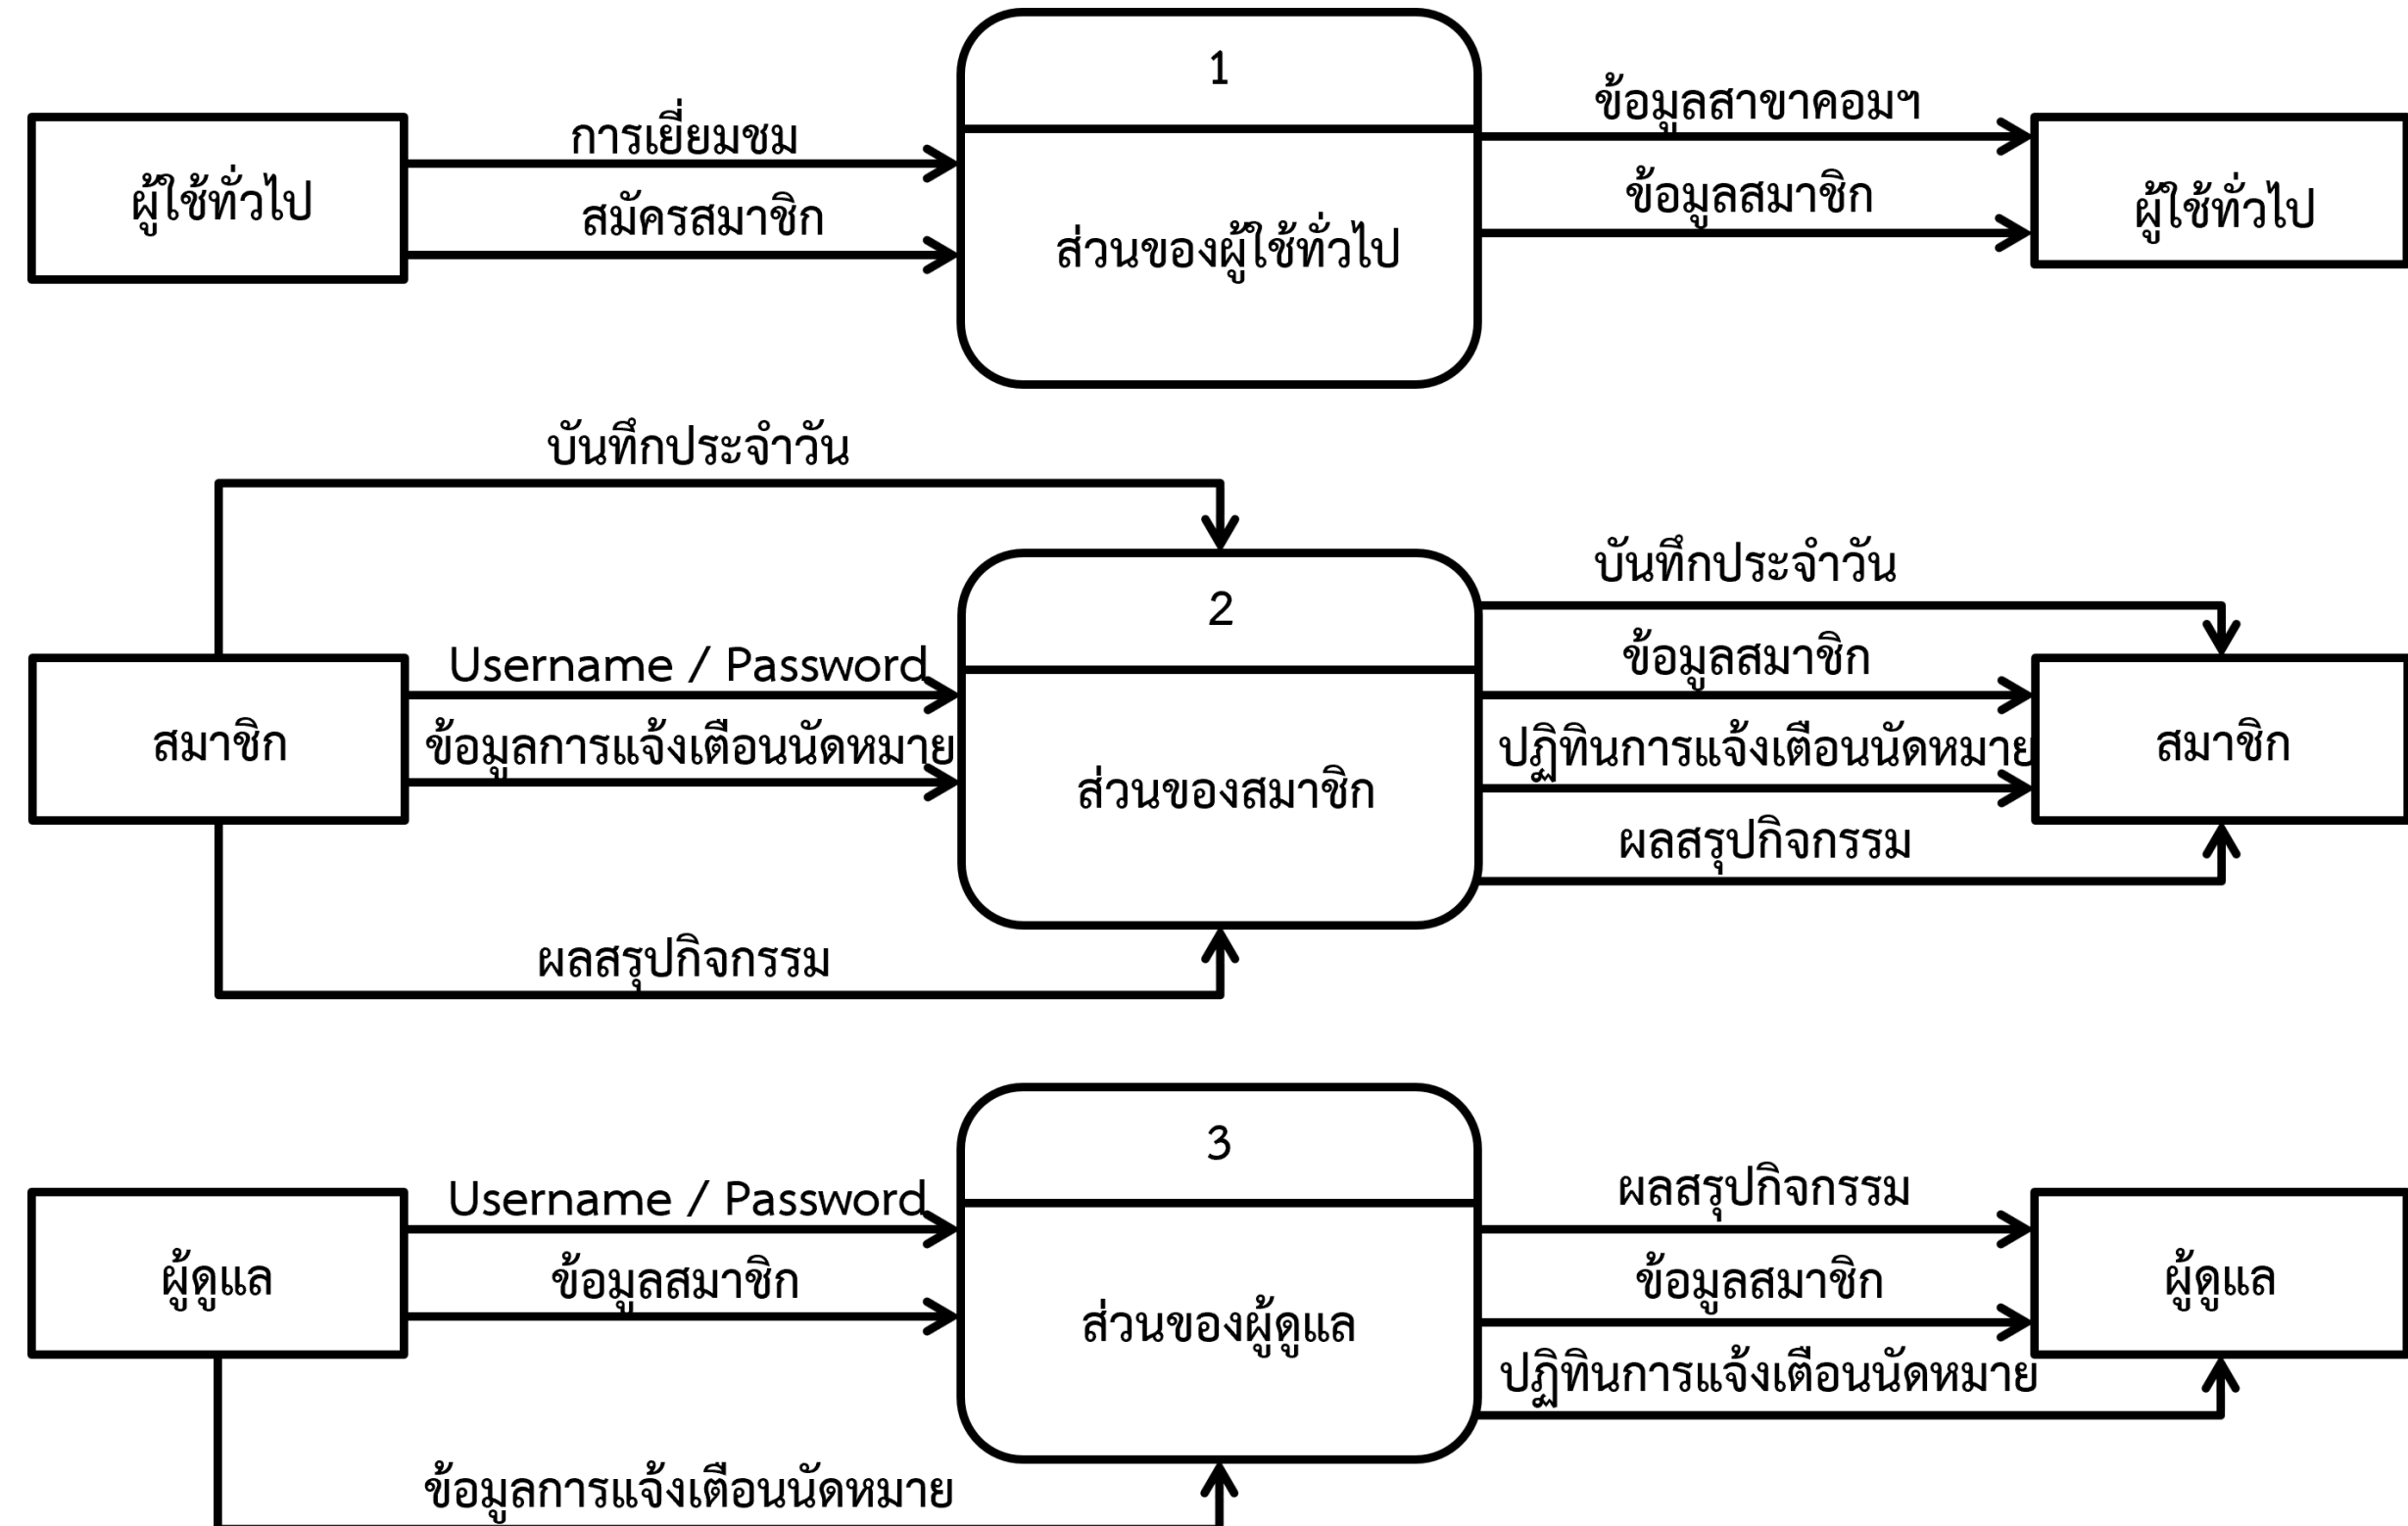 1
ผู้ใช้ทั่วไป
การเยี่ยมชม
สมัครสมาชิก
ส่วนของผู้ใช้ทั่วไป
ข้อมูลสาขาคอมฯ
ข้อมูลสมาชิก
ผู้ใช้ทั่วไป
บันทึกประจำวัน
2
สมาชิก
Username / Password
ข้อมูลการแจ้งเตือนนัดหมาย
ผลสรุปกิจกรรม
ส่วนของสมาชิก
บันทึกประจำวัน
ข้อมูลสมาชิก
ปฏิทินการแจ้งเตือนนัดหมาย
ผลสรุปกิจกรรม
สมาชิก
3
ผู้ดูแล
Username / Password
ข้อมูลสมาชิก
ข้อมูลการแจ้งเตือนนัดหมาย
ส่วนของผู้ดูแล
ผลสรุปกิจกรรม
ข้อมูลสมาชิก
ปฏิทินการแจ้งเตือนนัดหมาย
ผู้ดูแล